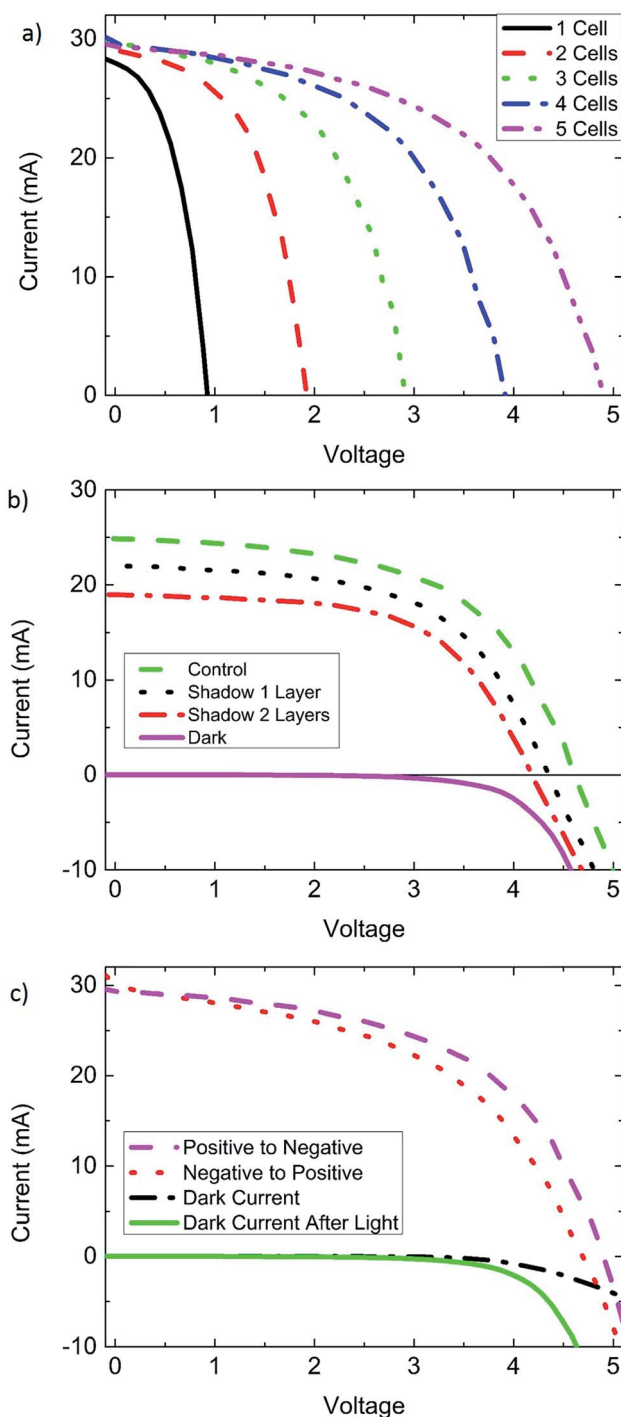 a)
30
20
10
0
Current (mA)
1 Cell
2 Cells
3 Cells
4 Cells
5 Cells
0 1 2 3 4 5
Voltage
b)
30
20
10
0
-10
Current (mA)
Control
Shadow 1 Layer
Shadow 2 Layers
Dark
0 1 2 3 4 5
Voltage
c)
30
20
10
0
-10
Current (mA)
Positive to Negative
Negative to Positive
Dark Current
Dark Current After Light
0 1 2 3 4 5
Voltage